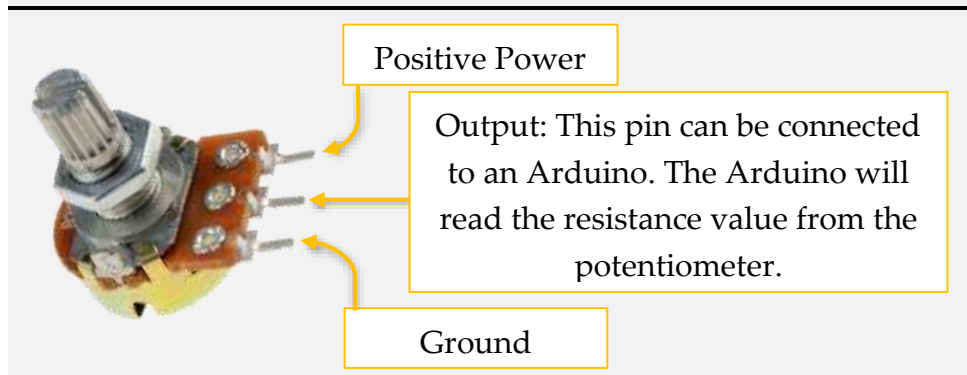 Positive Power
Output: This pin can be connected
to an Arduino. The Arduino will
read the resistance value from the
potentiometer.
Ground